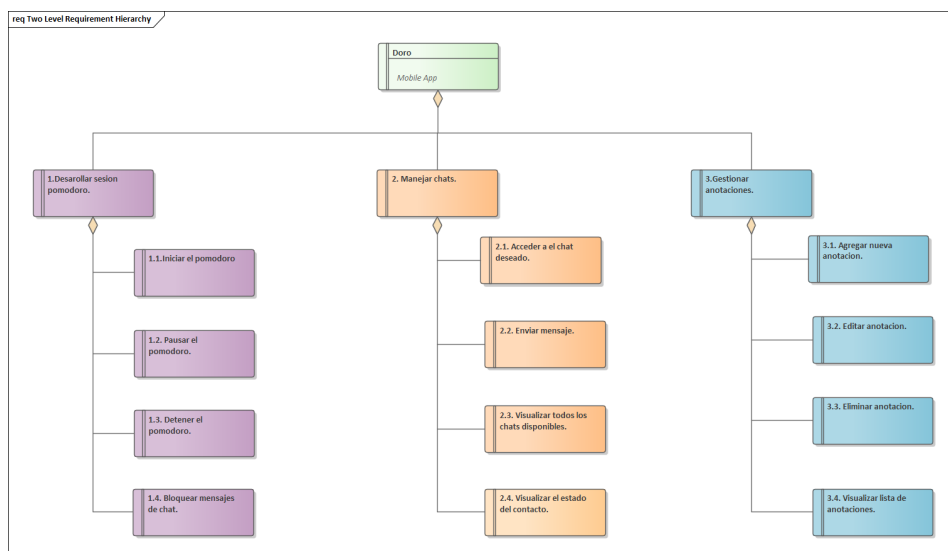 req Two Level Requirement Hierarchy
Doro
Mobile App
1.Desarollar sesion
pomodoro.
2. Manejar chats.
3.Gestionar
anotaciones.
1.1.Iniciar el pomodoro
1.2. Pausar el
pomodoro.
1.3. Detener el
pomodoro.
1.4. Bloquear mensajes
de chat.
2.1. Acceder a el chat
deseado.
2.2. Enviar mensaje.
2.3. Visualizar todos los
chats disponibles.
2.4. Visualizar el estado
del contacto.
3.1. Agregar nueva
anotacion.
3.2. Editar anotacion.
3.3. Eliminar anotacion.
3.4. Visualizar lista de
anotaciones.